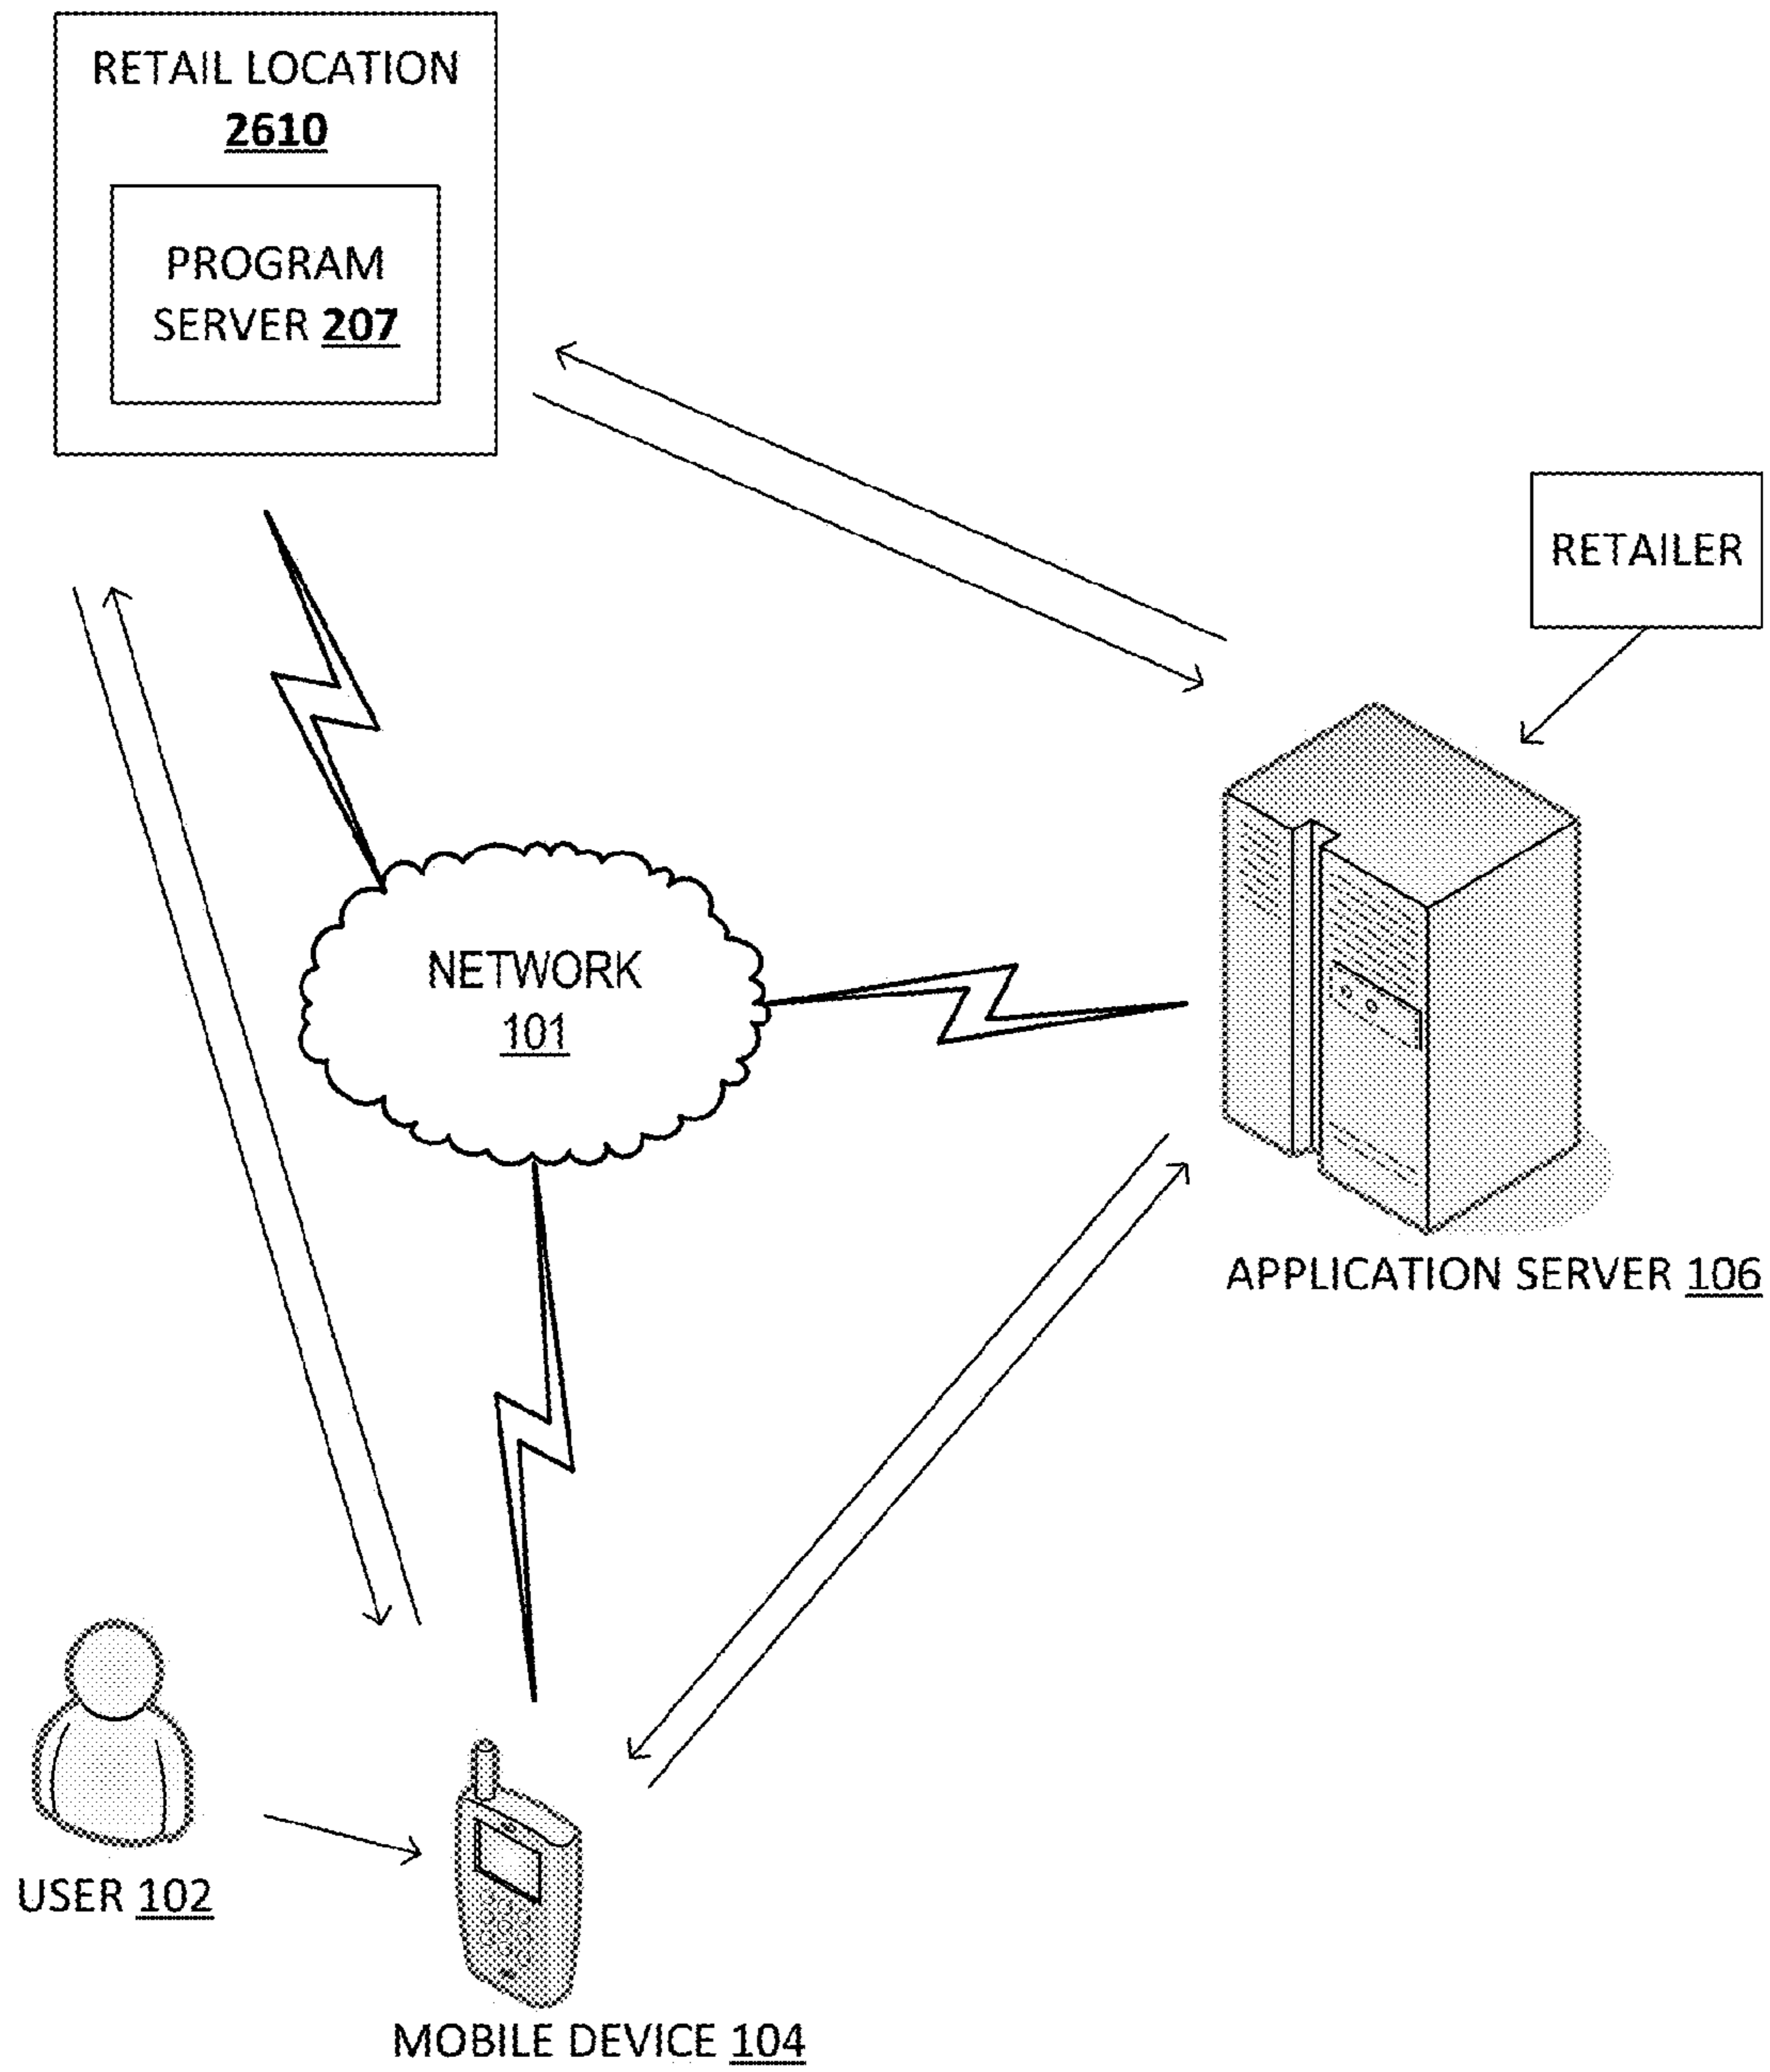 RETAIL LOCATION
2610
PROGRAM
SERVER 207
RETAILER
NETWORK
101
APPLICATION SERVER 106
USER 102
MOBILE DEVICE 104